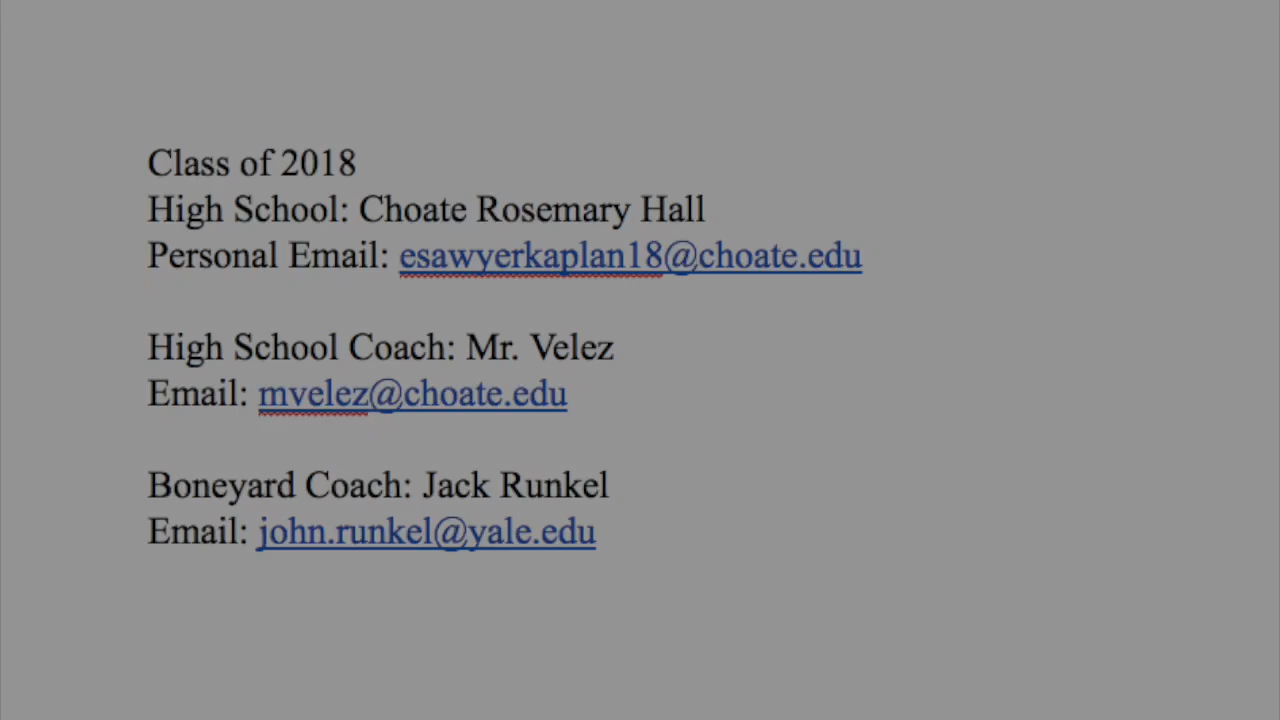 Class of 2018
High School: Choate Rosemary Hall
Personal Email: esawyerkaplan18@choate.edu
High School Coach: Mr. Velez
Email: mvelez@choate.edu
Boneyard Coach: Jack Runkel
Email: john.runkel@yale.edu